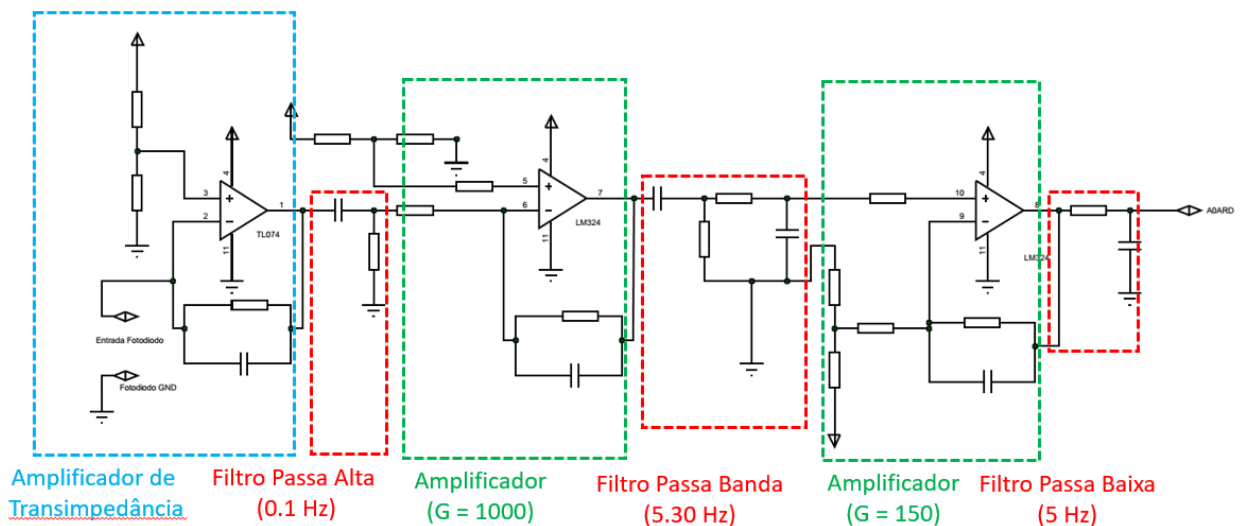 3
2
4
11
1
TL074
Entrada Fotodiodo
Fotodiodo GND
5
6
4
11
7
LM324
10
9
4
11
8
LM324
A0ARD
Amplificador de
Transimpedância
Filtro Passa Alta
(0.1 Hz)
Amplificador
(G = 1000)
Filtro Passa Banda
(5.30 Hz)
Amplificador
(G = 150)
Filtro Passa Baixa
(5 Hz)